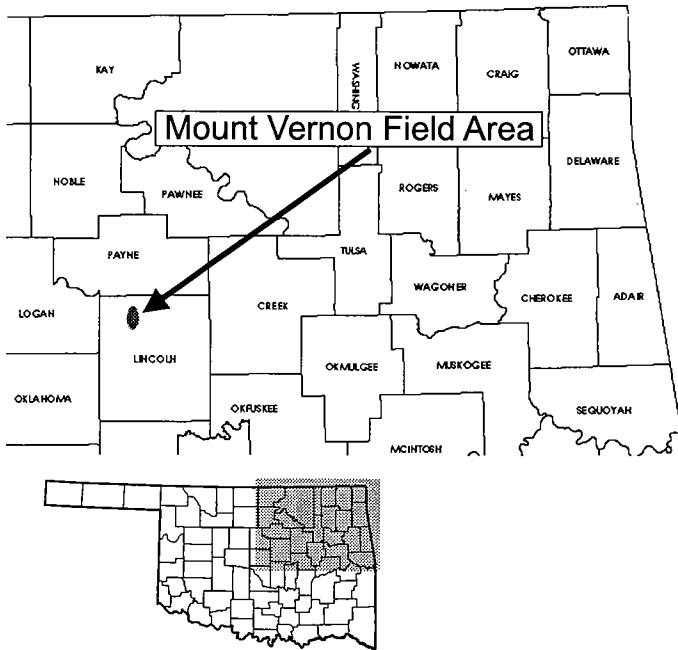 KAY
WASHING
NOWATA
CRAIG
OTTAWA
Mount Vernon Field Area
NOBLE
PAWNEE
ROGERS
MAYES
DELAWARE
PAYNE
TULSA
WAGONER
CHEROKEE
ADAIR
LOGAN
CREEK
LINCOLN
OKMULGEE
MUSKOGEE
OKLAHOMA
OKFUSKEE
SEQUOYAH
MCINTOSH